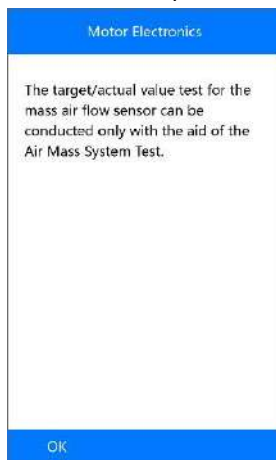 Motor Electronics
The target/actual value test for the
mass air flow sensor can be
conducted only with the aid of the
Air Mass System Test.
OK